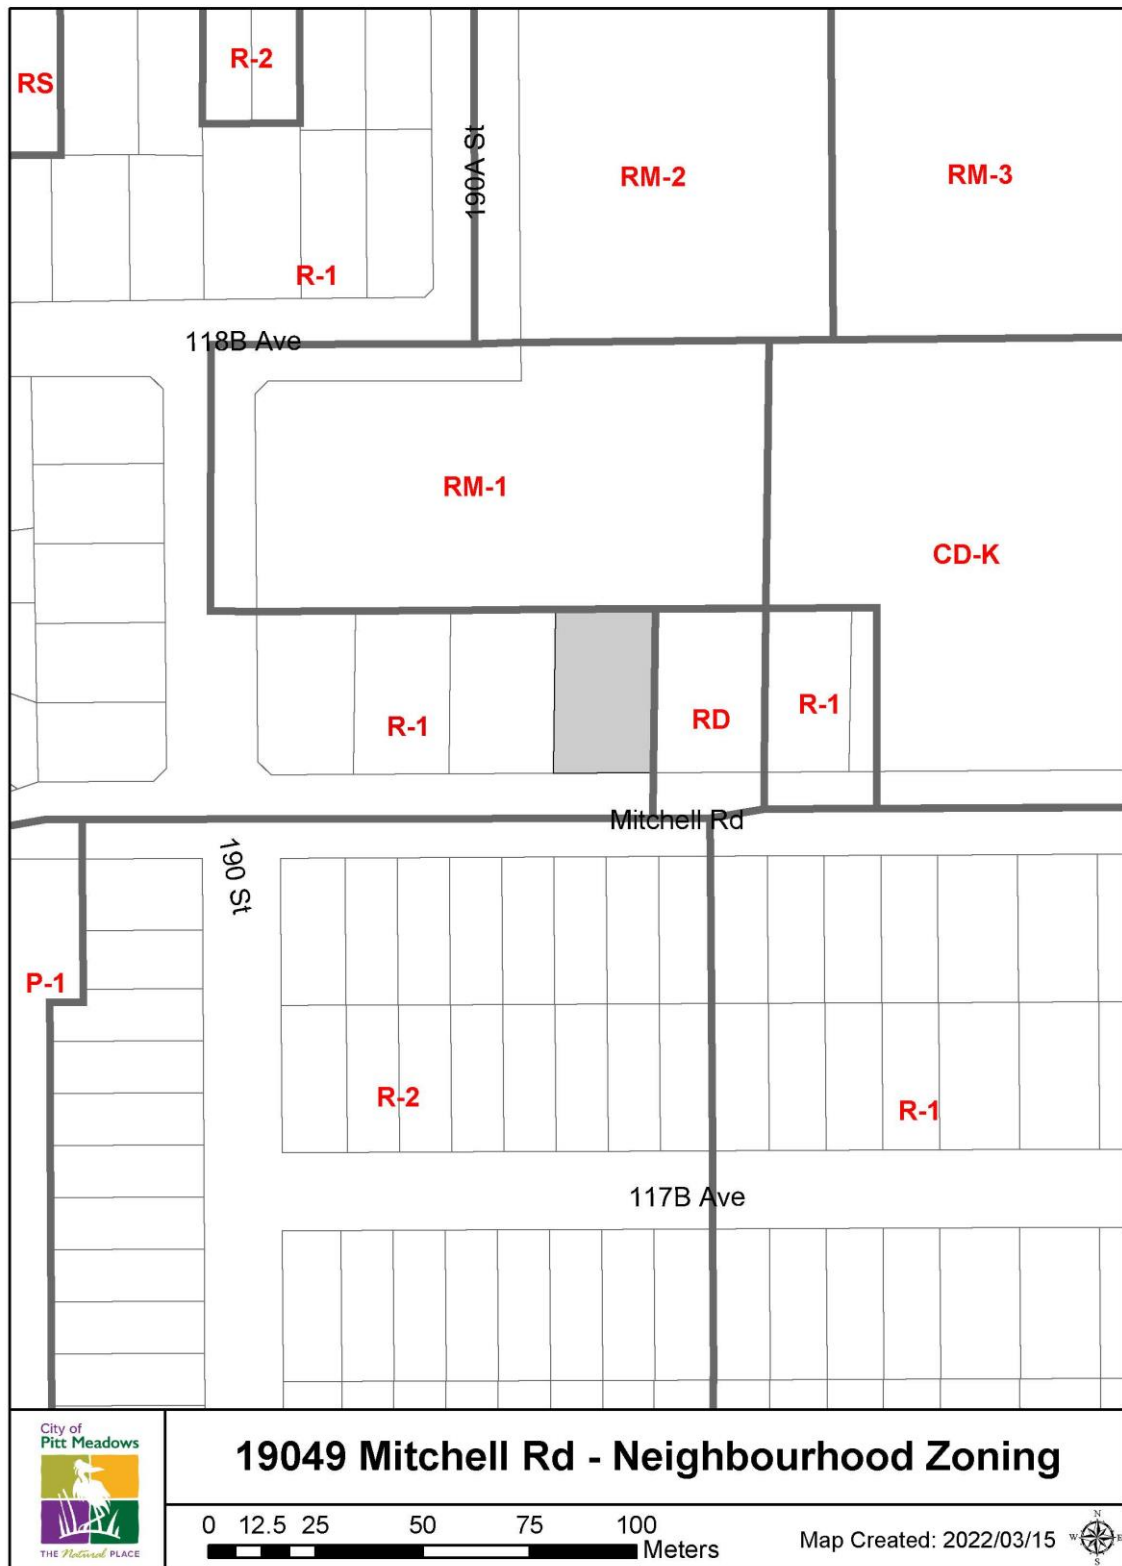 RS
R-2
190A St
RM-2
RM-3
R-1
118B Ave
RM-1
CD-K
R-1
RD
R-1
Mitchell Rd
190 St
P-1
R-2
R-1
117B Ave
City of
Pitt Meadows
THE Natural PLACE
19049 Mitchell Rd - Neighbourhood Zoning
0 12.5 25 50 75 100
Meters
Map Created: 2022/03/15
N
W E
S